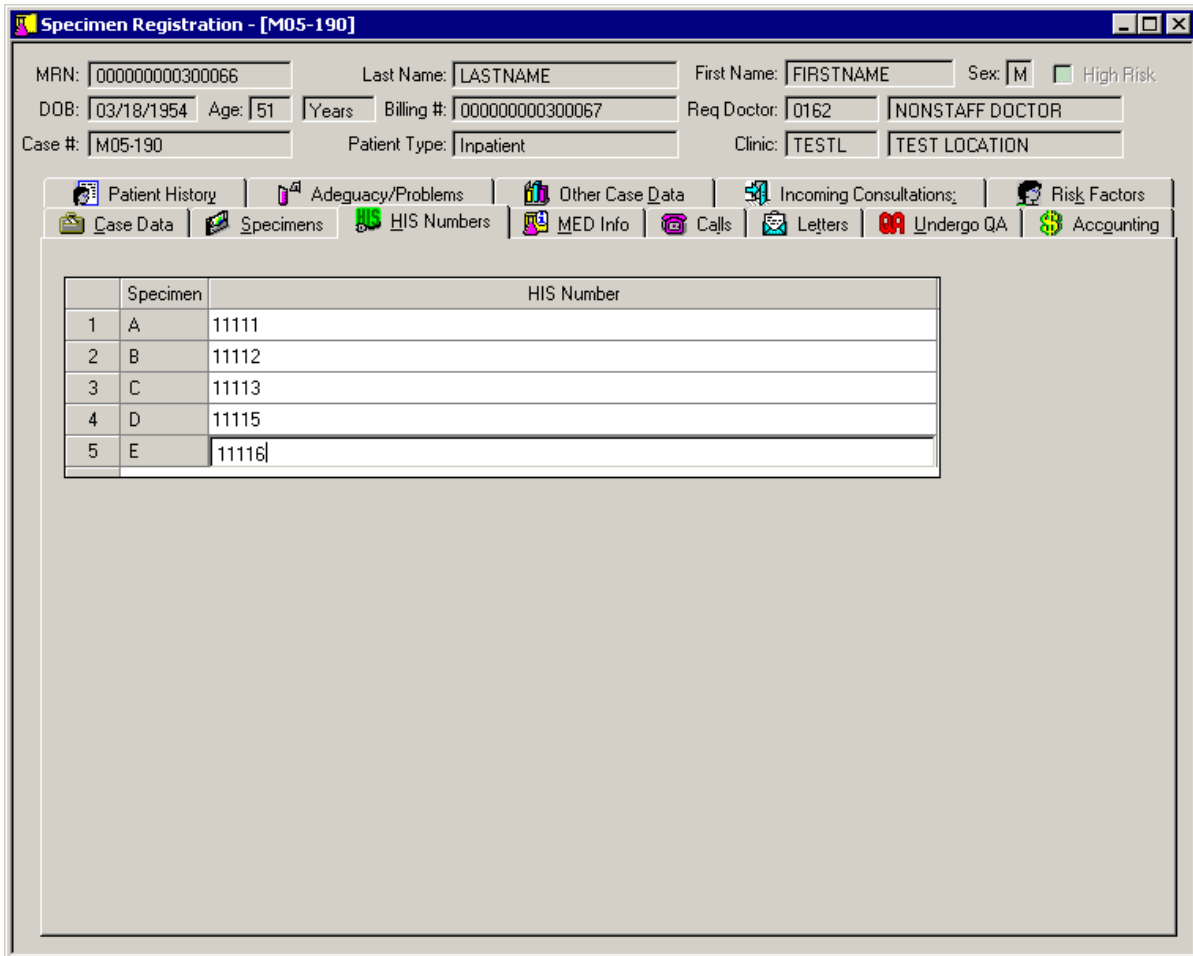 Specimen Registration - [M05-190]
MRN: 000000000300066 Last Name: LASTNAME First Name: FIRSTNAME Sex: M High Risk
DOB: 03/18/1954 Age: 51 Years Billing #: 000000000300067 Req Doctor: 0162 NONSTAFF DOCTOR
Case #: M05-190 Patient Type: Inpatient Clinic: TESTL TEST LOCATION
Patient History Adequacy/Problems Other Case Data Incoming Consultations; Risk Factors
Case Data Specimens HIS HIS Numbers MED Info Calls Letters QA Undergo QA Accounting
Specimen HIS Number
1 A 11111
2 B 11112
3 C 11113
4 D 11115
5 E 11116